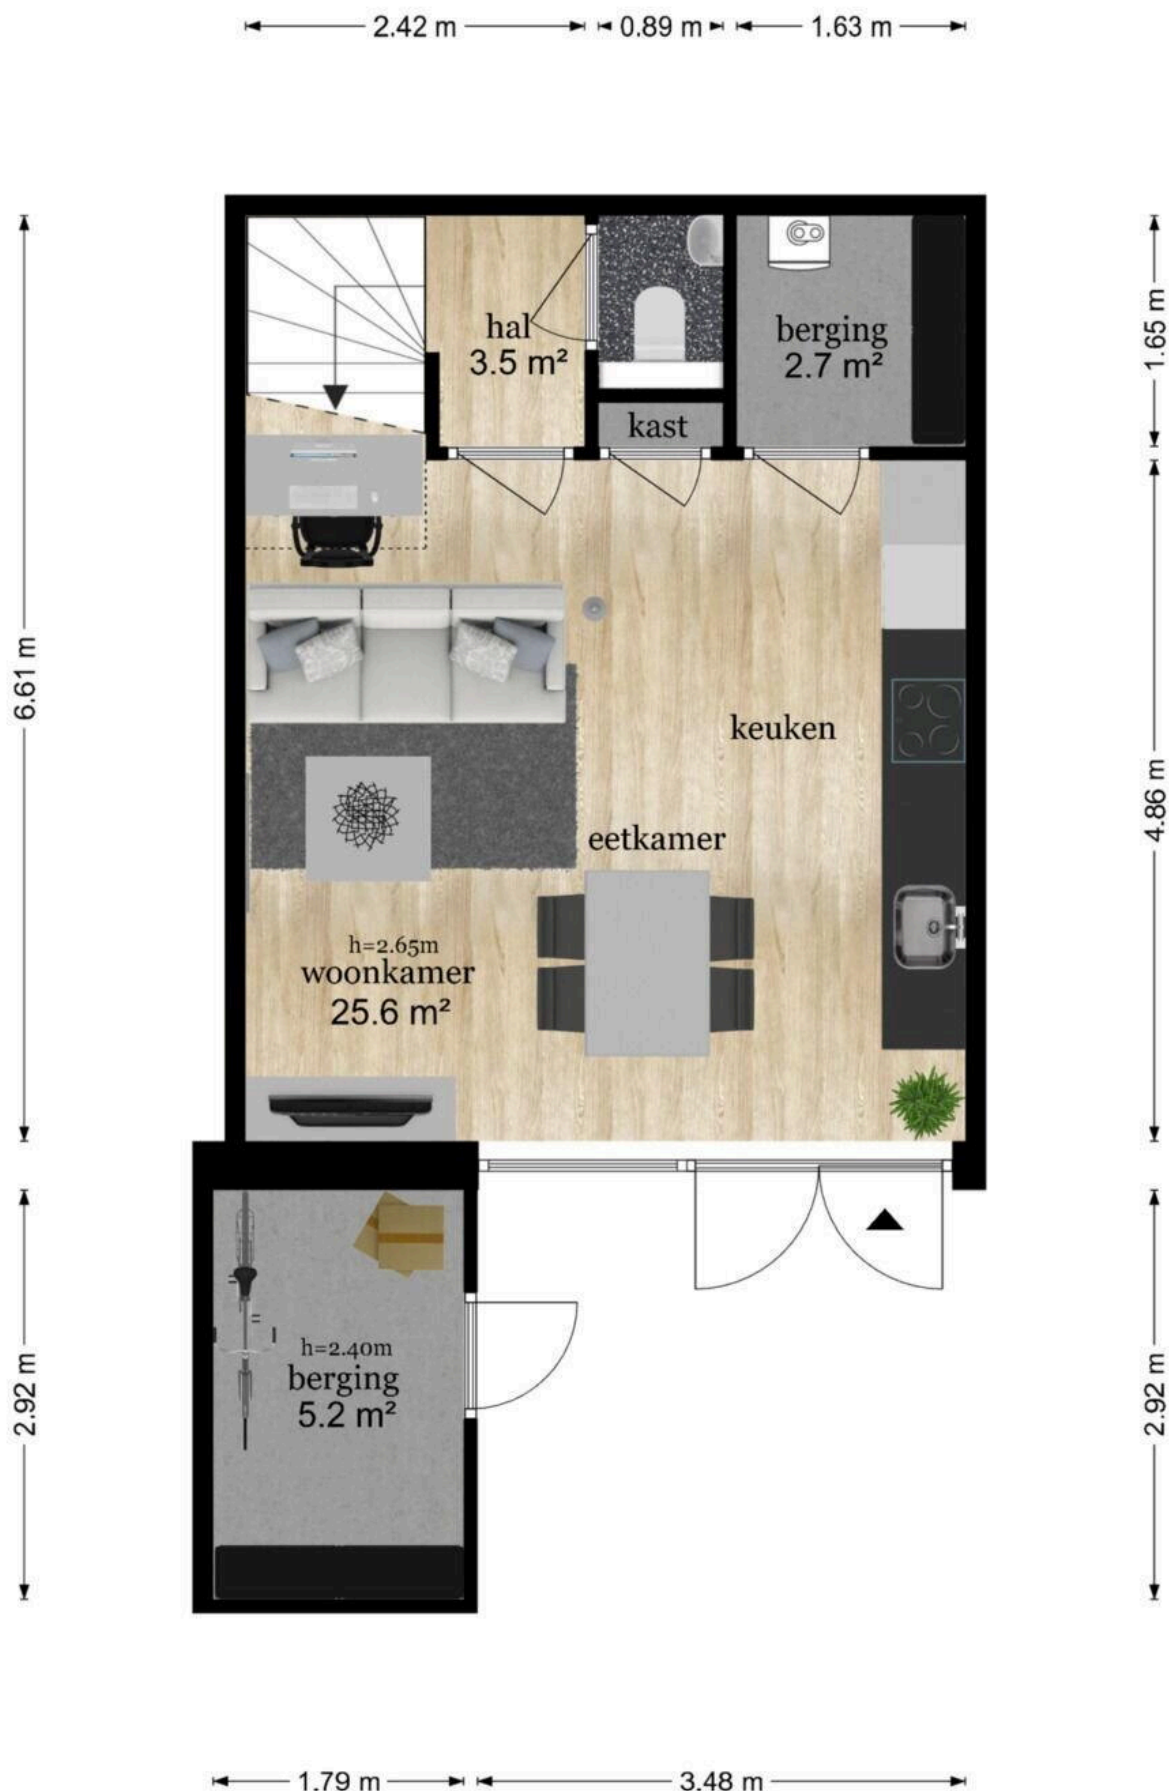 2.42 m
0.89 m
1.63 m
6.61 m
1.65 m
hal
3.5 m²
berging
2.7 m²
kast
keuken
4.86 m
eetkamer
h=2.65m
woonkamer
25.6 m²
2.92 m
h=2.40m
berging
5.2 m²
2.92 m
1.79 m
3.48 m